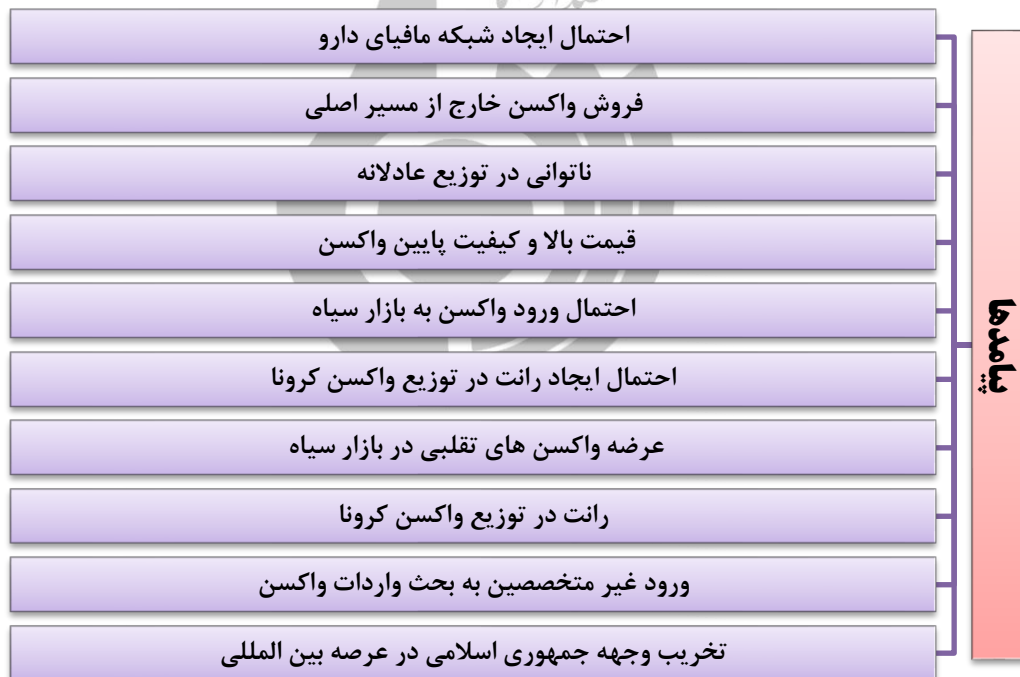 احتمال ایجاد شبکه مافیای دارو
فروش واکسن خارج از مسیر اصلی
ناتوانی در توزیع عادلانه
قیمت بالا و کیفیت پایین واکسن
احتمال ورود واکسن به بازار سیاه
احتمال ایجاد رانت در توزیع واکسن کرونا
عرضه واکسن های تقلبی در بازار سیاه
رانت در توزیع واکسن کرونا
ورود غیر متخصصین به بحث واردات واکسن
تخریب وجهه جمهوری اسلامی در عرصه بین المللی
پیامدها